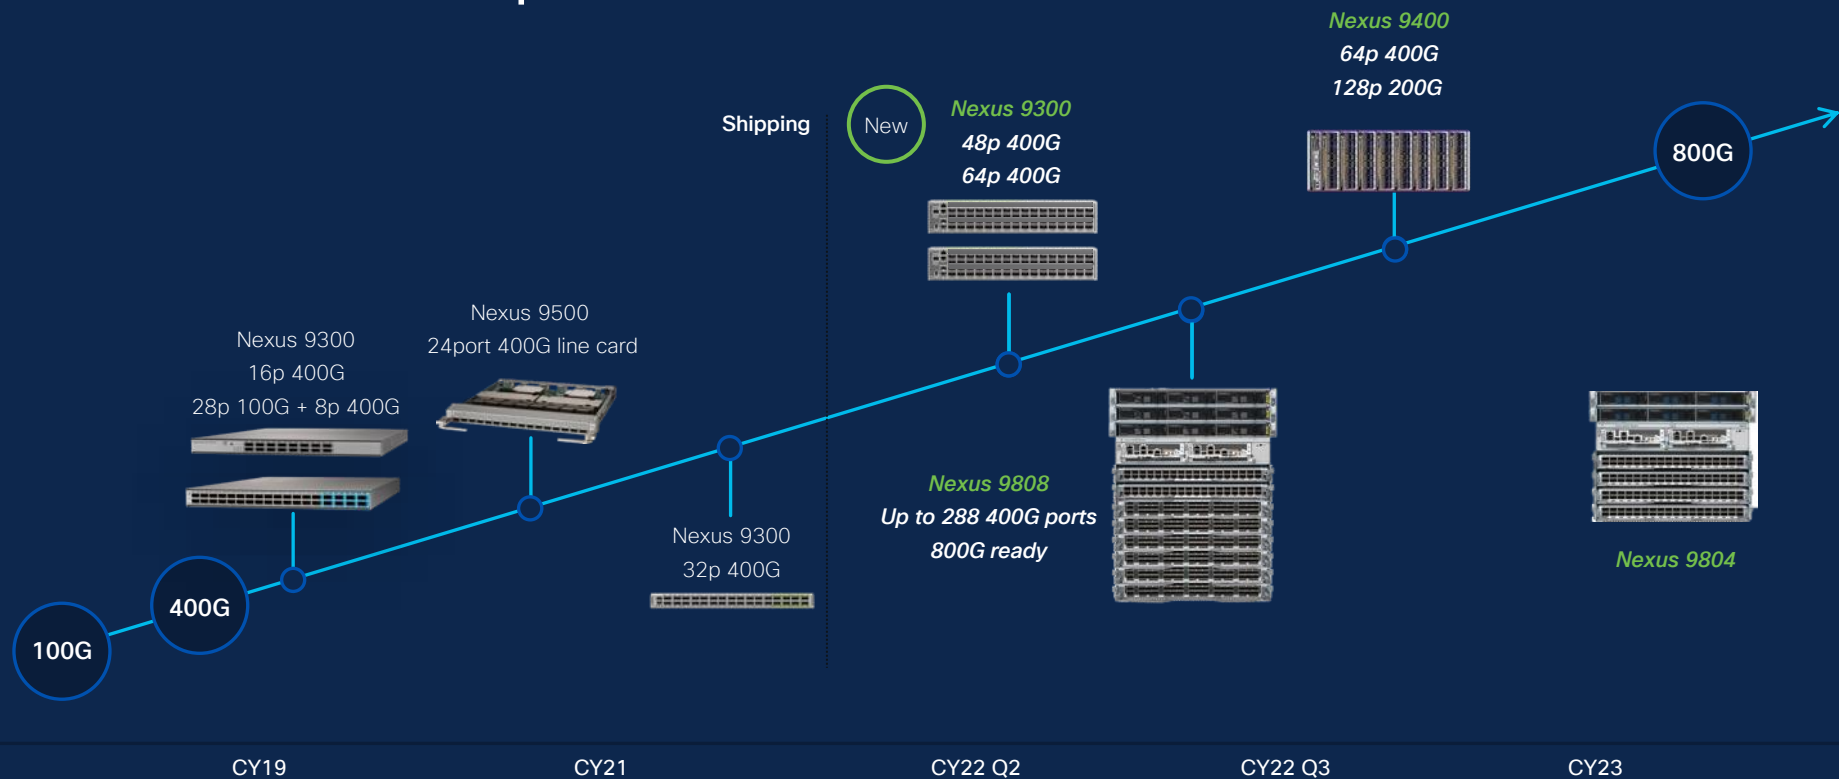 Nexus 9400
64p 400G
128p 200G
Shipping
New
Nexus 9300
48p 400G
64p 400G
800G
Nexus 9500
24port 400G line card
Nexus 9300
16p 400G
28p 100G + 8p 400G
Nexus 9808
Up to 288 400G ports
800G ready
Nexus 9300
32p 400G
Nexus 9804
400G
100G
CY19
CY21
CY22 Q2
CY22 Q3
CY23